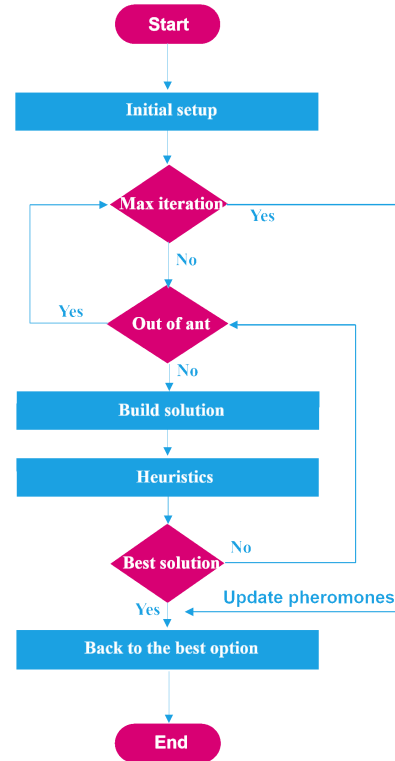 Start
Initial setup
Max iteration
Yes
No
Yes
Out of ant
No
Build solution
Heuristics
No
Best solution
Update pheromones
Yes
Back to the best option
End